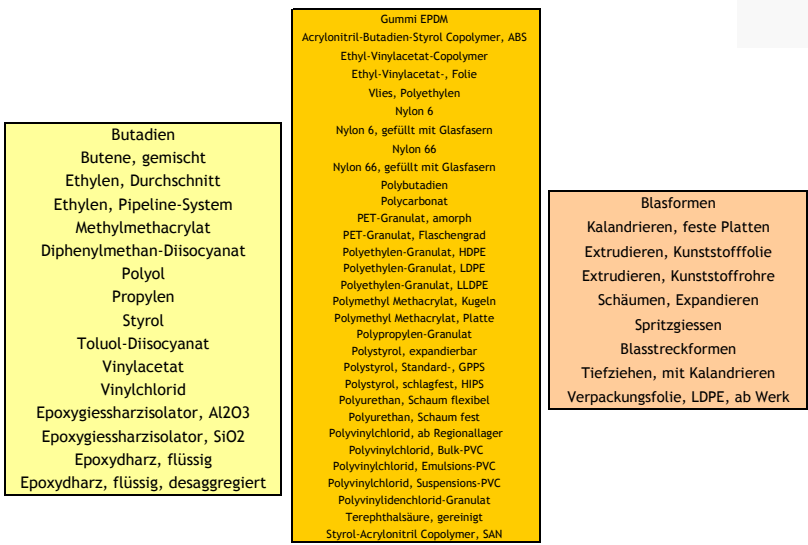 Butadien
Butene, gemischt
Ethylen, Durchschnitt
Ethylen, Pipeline-System
Methylmethacrylat
Diphenylmethan-Diisocyanat
Polyol
Propylen
Styrol
Toluol-Diisocyanat
Vinylacetat
Vinylchlorid
Epoxygiessharzisolator, Al2O3
Epoxygiessharzisolator, SiO2
Epoxydharz, flüssig
Epoxydharz, flüssig, desaggregiert
Gummi EPDM
Acrylonitril-Butadien-Styrol Copolymer, ABS
Ethyl-Vinylacetat-Copolymer
Ethyl-Vinylacetat-, Folie
Vlies, Polyethylen
Nylon 6
Nylon 6, gefüllt mit Glasfasern
Nylon 66
Nylon 66, gefüllt mit Glasfasern
Polybutadien
Polycarbonat
PET-Granulat, amorph
PET-Granulat, Flaschengrad
Polyethylen-Granulat, HDPE
Polyethylen-Granulat, LDPE
Polyethylen-Granulat, LLDPE
Polymethyl Methacrylat, Kugeln
Polymethyl Methacrylat, Platte
Polypropylen-Granulat
Polystyrol, expandierbar
Polystyrol, Standard-, GPPS
Polystyrol, schlagfest, HIPS
Polyurethan, Schaum flexibel
Polyurethan, Schaum fest
Polyvinylchlorid, ab Regionallager
Polyvinylchlorid, Bulk-PVC
Polyvinylchlorid, Emulsions-PVC
Polyvinylchlorid, Suspensions-PVC
Polyvinylidenchlorid-Granulat
Terephthalsäure, gereinigt
Styrol-Acrylonitril Copolymer, SAN
Blasformen
Kalandrieren, feste Platten
Extrudieren, Kunststofffolie
Extrudieren, Kunststoffrohre
Schäumen, Expandieren
Spritzgiessen
Blasstreckformen
Tiefziehen, mit Kalandrieren
Verpackungsfolie, LDPE, ab Werk